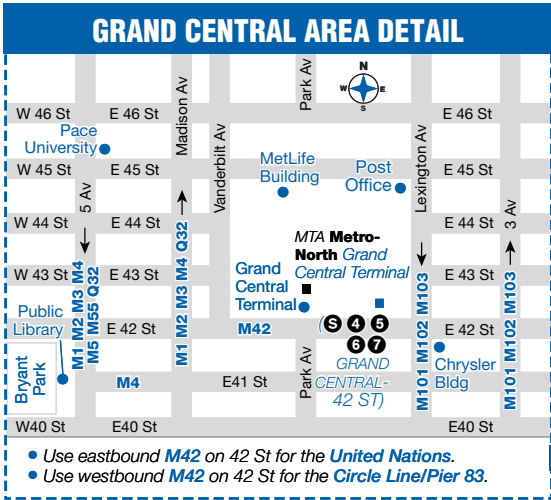 GRAND CENTRAL AREA DETAIL
Park Av
N
W E
S
Madison Av
W 46 St
E 46 St
E 46 St
Pace
University
Vanderbilt Av
Lexington Av
MetLife
Building
Post
Office
W 45 St
E 45 St
E 45 St
5 Av
3 Av
W 44 St
E 44 St
E 44 St
MTA Metro-
North Grand
Central Terminal
W 43 St
E 43 St
E 43 St
Grand
Central
Terminal
M1 M2 M3 M4
M5 M55 Q32
M1 M2 M3 M4 Q32
M101 M102 M103
M101 M102 M103
Public
Library
E 42 St
M42
(S 4 5
6 7
GRAND
CENTRAL-
42 ST)
E 42 St
Chrysler
Bldg
Bryant
Park
M4
E41 St
Park Av
W40 St
E40 St
E40 St
• Use eastbound M42 on 42 St for the United Nations.
• Use westbound M42 on 42 St for the Circle Line/Pier 83.